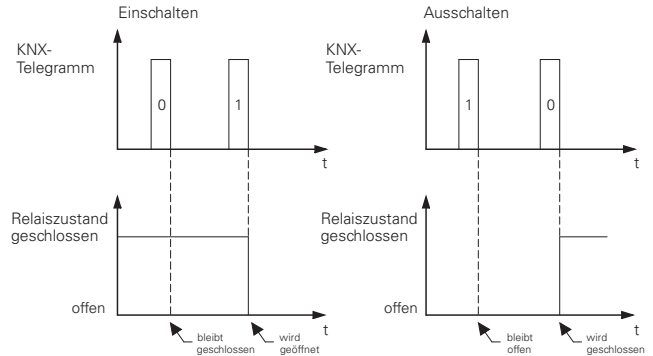 Einschalten
KNX-
Telegramm
0
1
t
Relaiszustand
geschlossen
offen
t
bleibt
geschlossen
wird
geöffnet
Ausschalten
KNX-
Telegramm
1
0
t
Relaiszustand
geschlossen
offen
t
bleibt
offen
wird
geschlossen